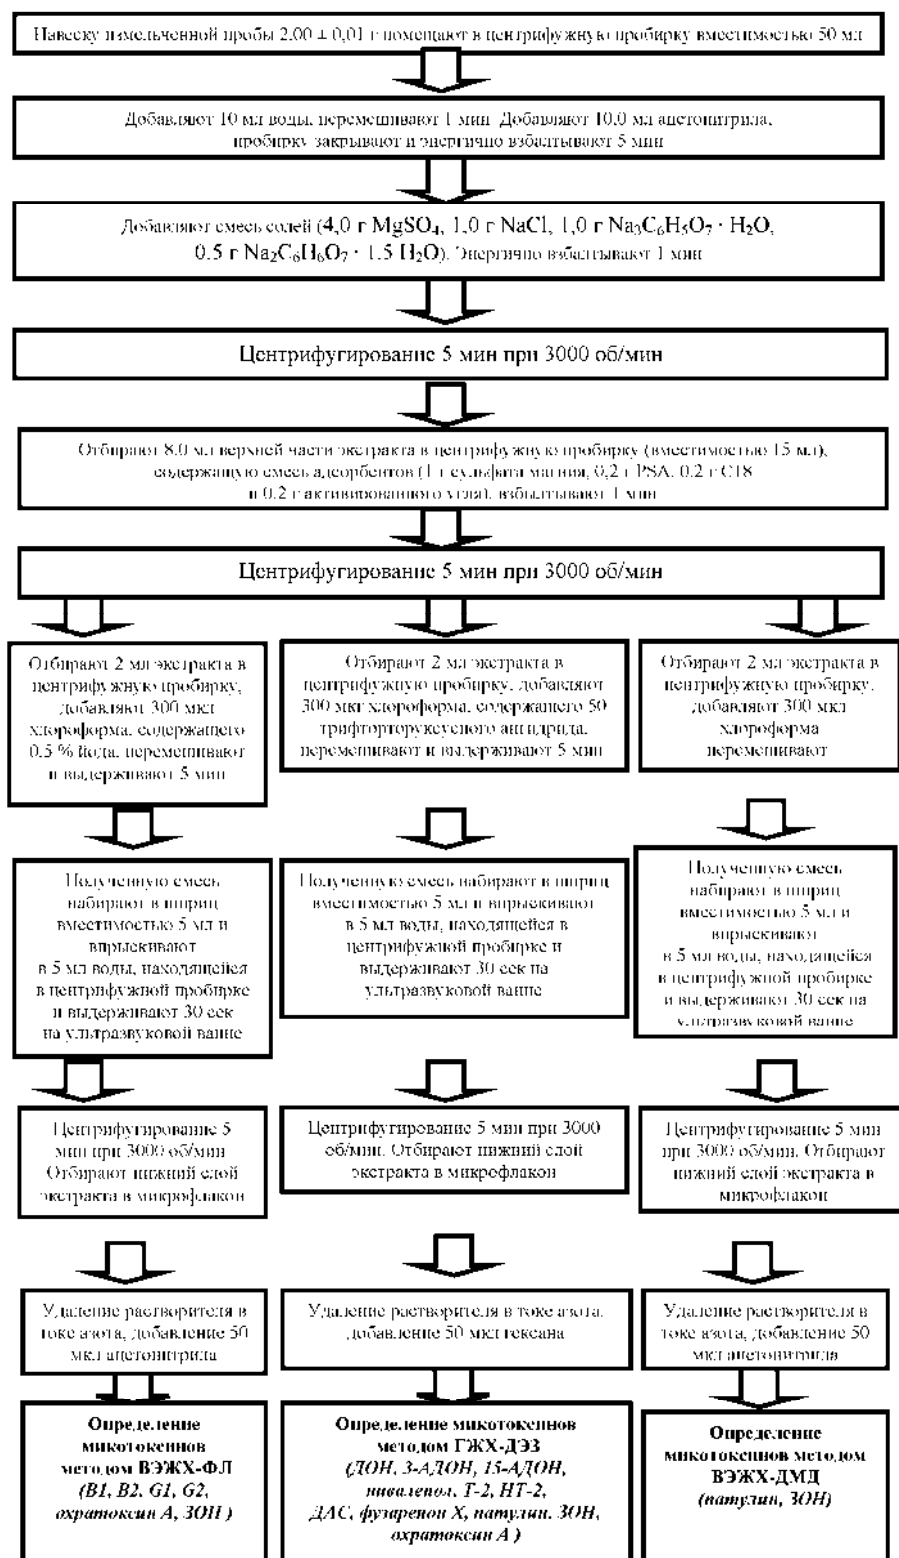 Навеску измельченной пробы 2,00 ± 0,01 г помещают в центрифужную пробирку вместимостью 50 мл
Добавляют 10 мл воды, перемешивают 1 мин Добавляют 10,0 мл ацетонитрила,
пробирку закрывают и энергично взбалтывают 5 мин
Добавляют смесь солей (4,0 г MgSO₄, 1,0 г NaCl, 1,0 г Na₃C₆H₅O₇ · H₂O,
0.5 г Na₂C₆H₆O₇ · 1.5 H₂O). Энергично взбалтывают 1 мин
Центрифугирование 5 мин при 3000 об/мин
Отбирают 8.0 мл верхней части экстракта в центрифужную пробирку (вместимостью 15 мл),
содержащую смесь адсорбентов (1 г сульфата магния, 0,2 г PSA, 0.2 г C18
и 0.2 г активированного угля), взбылтывают 1 мин
Центрифугирование 5 мин при 3000 об/мин
Отбирают 2 мл экстракта в
центрифужную пробирку,
добавляют 300 мкл
хлороформа, содержащего
0.5 % йода, перемешивают
и выдерживают 5 мин
Отбирают 2 мл экстракта в
центрифужную пробирку, добавляют
300 мкт хлороформа, содержащего 50
трифторторуксусного ангидрида,
перемешивают и выдерживают 5 мин
Отбирают 2 мл экстракта в
центрифужную пробирку,
добавляют 300 мкл
хлороформа
перемешивают
Полученную смесь
набирают в шприц
вместимостью 5 мл и
впрыскивают
в 5 мл воды, находящейся
в центрифужной пробирке
и выдерживают 30 сек
на ультразвуковой ванне
Полученную смесь набирают в шприц
вместимостью 5 мл и впрыскивают
в 5 мл воды, находящейся в
центрифужной пробирке и
выдерживают 30 сек на
ультразвуковой ванне
Полученную смесь
набирают в шприц
вместимостью 5 мл и
впрыскивают
в 5 мл воды, находящейся
в центрифужной пробирке
и выдерживают 30 сек на
ультразвуковой ванне
Центрифугирование 5
мин при 3000 об/мин
Отбирают нижний слой
экстракта в микрофлакон
Центрифугирование 5 мин при 3000
об/мин. Отбирают нижний слой
экстракта в микрофлакон
Центрифугирование 5 мин
при 3000 об/мин. Отбирают
нижний слой экстракта в
микрофлакон
Удаление растворителя в
токе азота, добавление 50
мкл ацетонитрила
Удаление растворителя в токе азота,
добавление 50 мкл гексана
Удаление растворителя в
токе азота, добавление 50
мкл ацетонитрила
Определение
микотоксинов
методом ВЭЖХ-ФЛ
(B1, B2, G1, G2,
охратоксин А, ЗОН )
Определение микотоксинов
методом ГЖХ-ДЭЗ
(ДОН, 3-АДОН, 15-АДОН,
ниваленол, Т-2, НТ-2,
ДАС, фузаренон Х, патулин, ЗОН,
охратоксин А )
Определение
микотоксинов методом
ВЭЖХ-ДМД
(патулин, ЗОН)